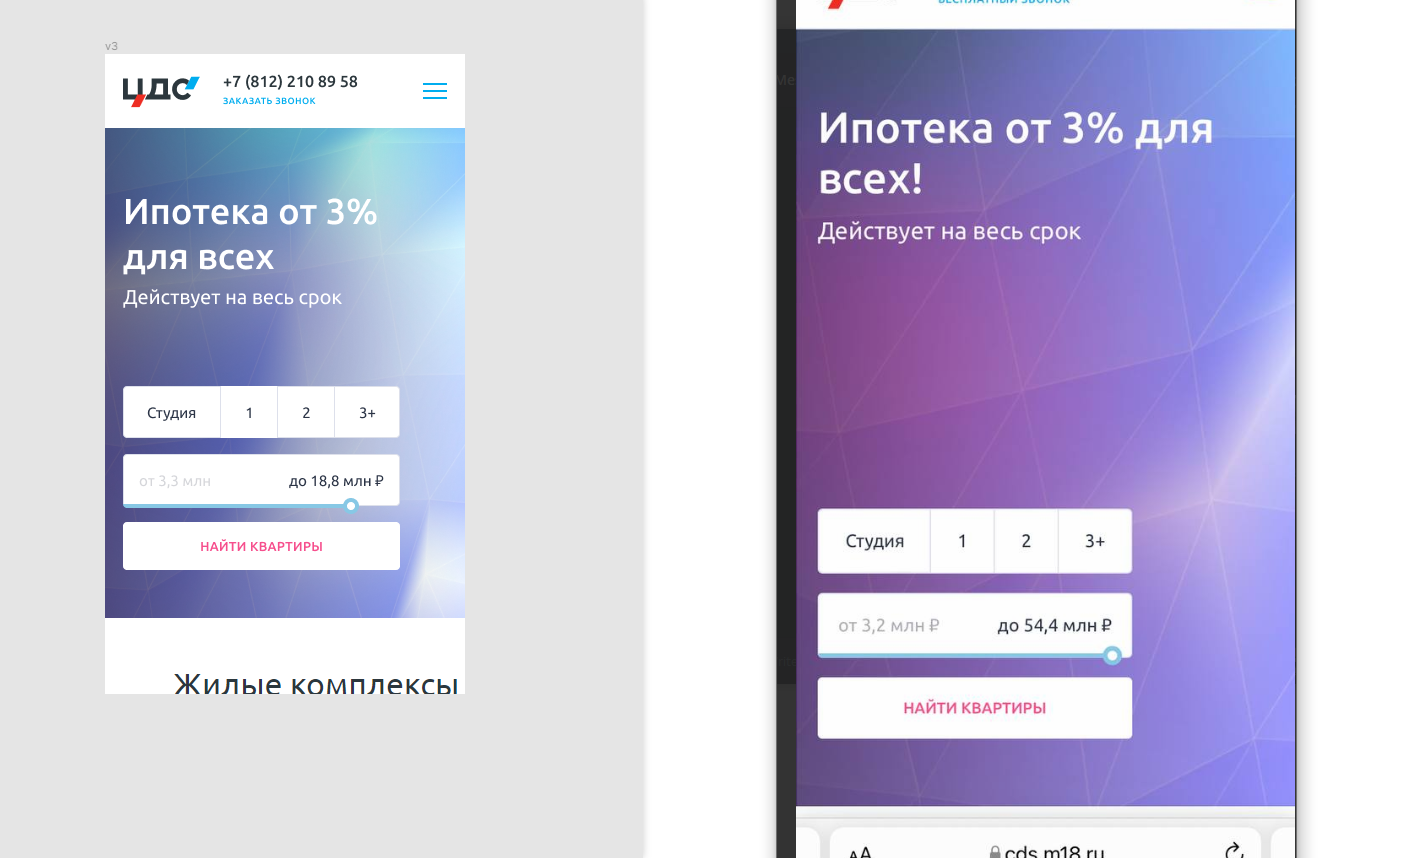 v3
ЦДС
+7 (812) 210 89 58
ЗАКАЗАТЬ ЗВОНОК
Ипотека от 3%
для всех
Действует на весь срок
Студия 1 2 3+
от 3,3 млн до 18,8 млн ₽
НАЙТИ КВАРТИРЫ
Жилые комплексы
БЕСПЛАТНЫЙ ЗВОНОК
Ипотека от 3% для
всех!
Действует на весь срок
Студия 1 2 3+
от 3,2 млн ₽ до 54,4 млн ₽
НАЙТИ КВАРТИРЫ
AA cds.m18.ru